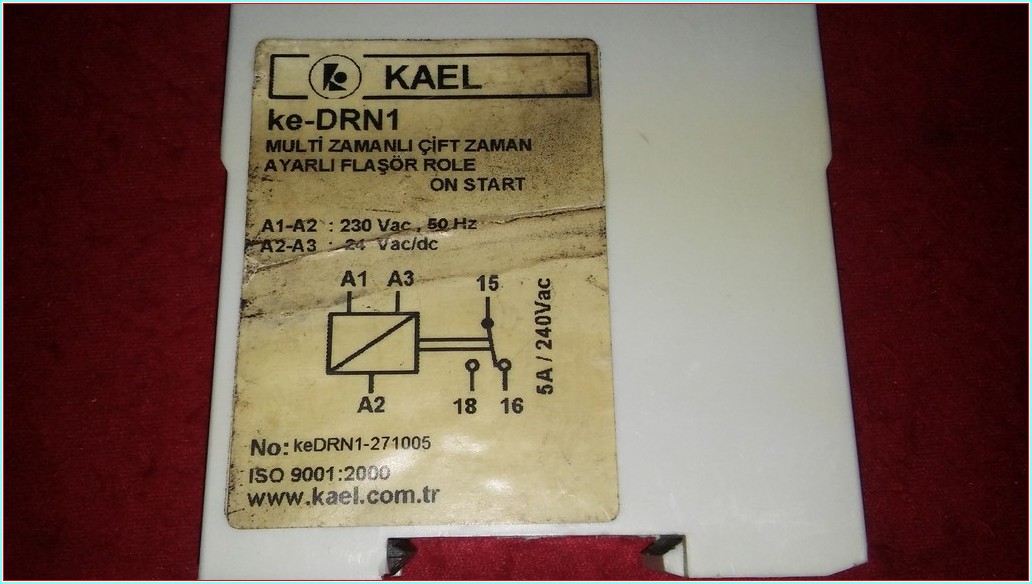 KAEL
ke-DRN1
MULTİ ZAMANLI ÇİFT ZAMAN
AYARLI FLAŞÖR ROLE
ON START
A1-A2 : 230 Vac , 50 Hz
A2-A3 : 24 Vac/dc
A1 A3 15
5A / 240Vac
A2 18 16
No: keDRN1-271005
ISO 9001:2000
www.kael.com.tr